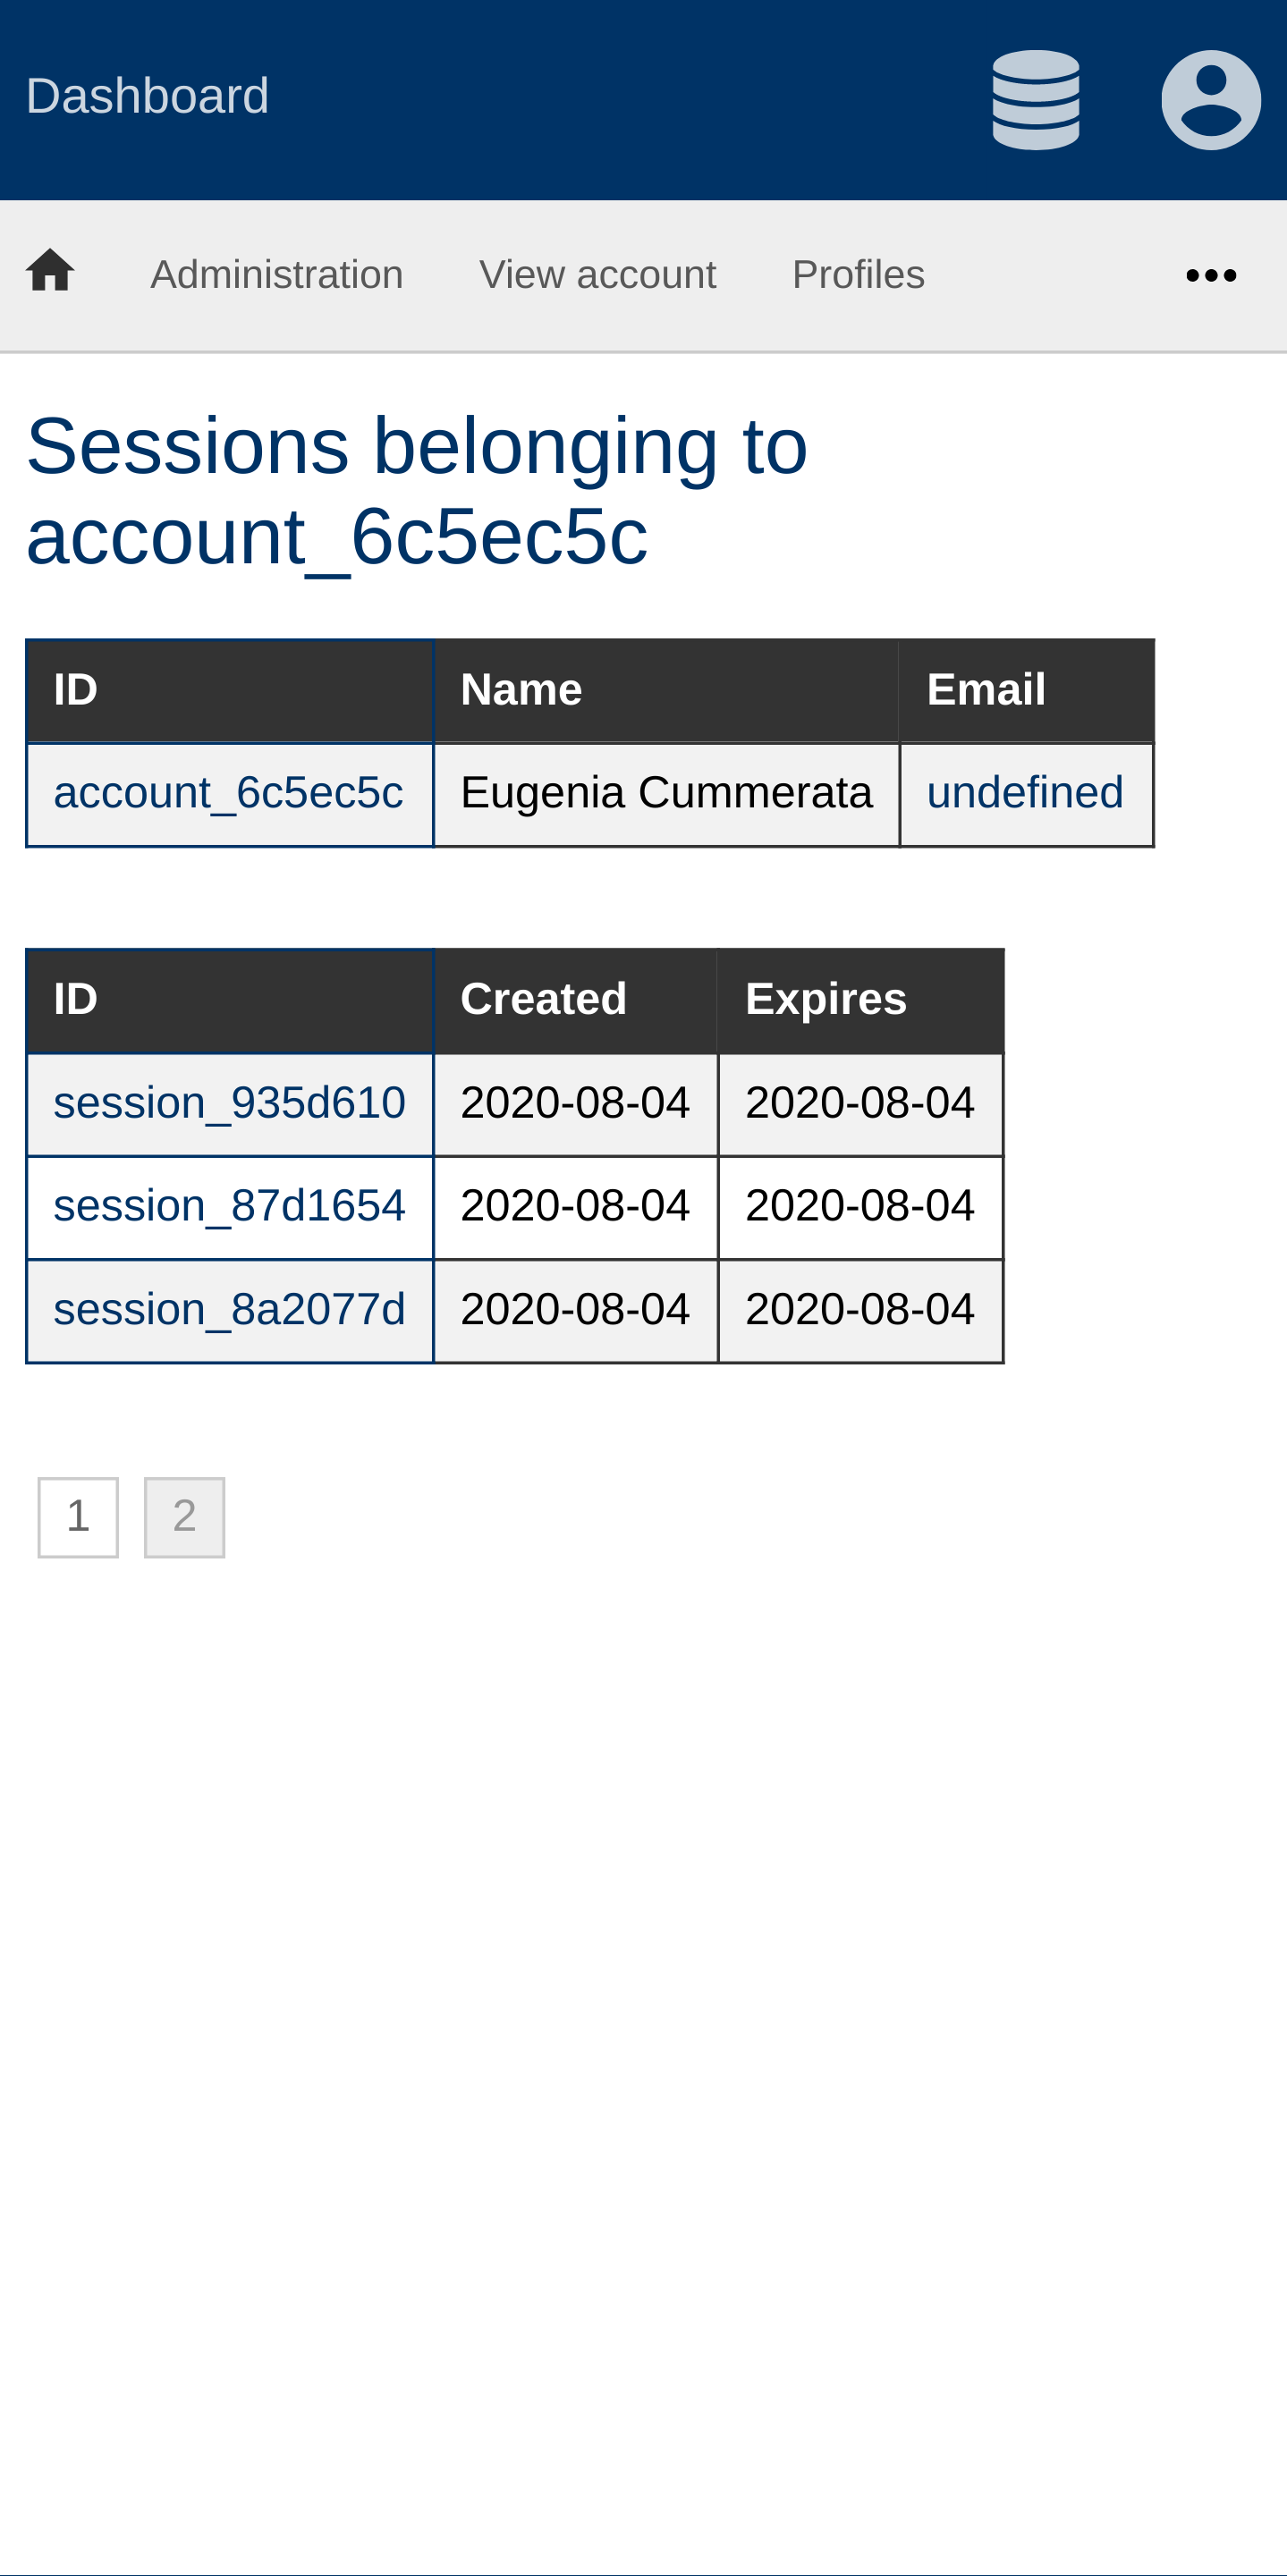 Dashboard
Administration View account Profiles
Sessions belonging to
account_6c5ec5c
ID Name Email
account_6c5ec5c Eugenia Cummerata undefined
ID Created Expires
session_935d610 2020-08-04 2020-08-04
session_87d1654 2020-08-04 2020-08-04
session_8a2077d 2020-08-04 2020-08-04
1 2